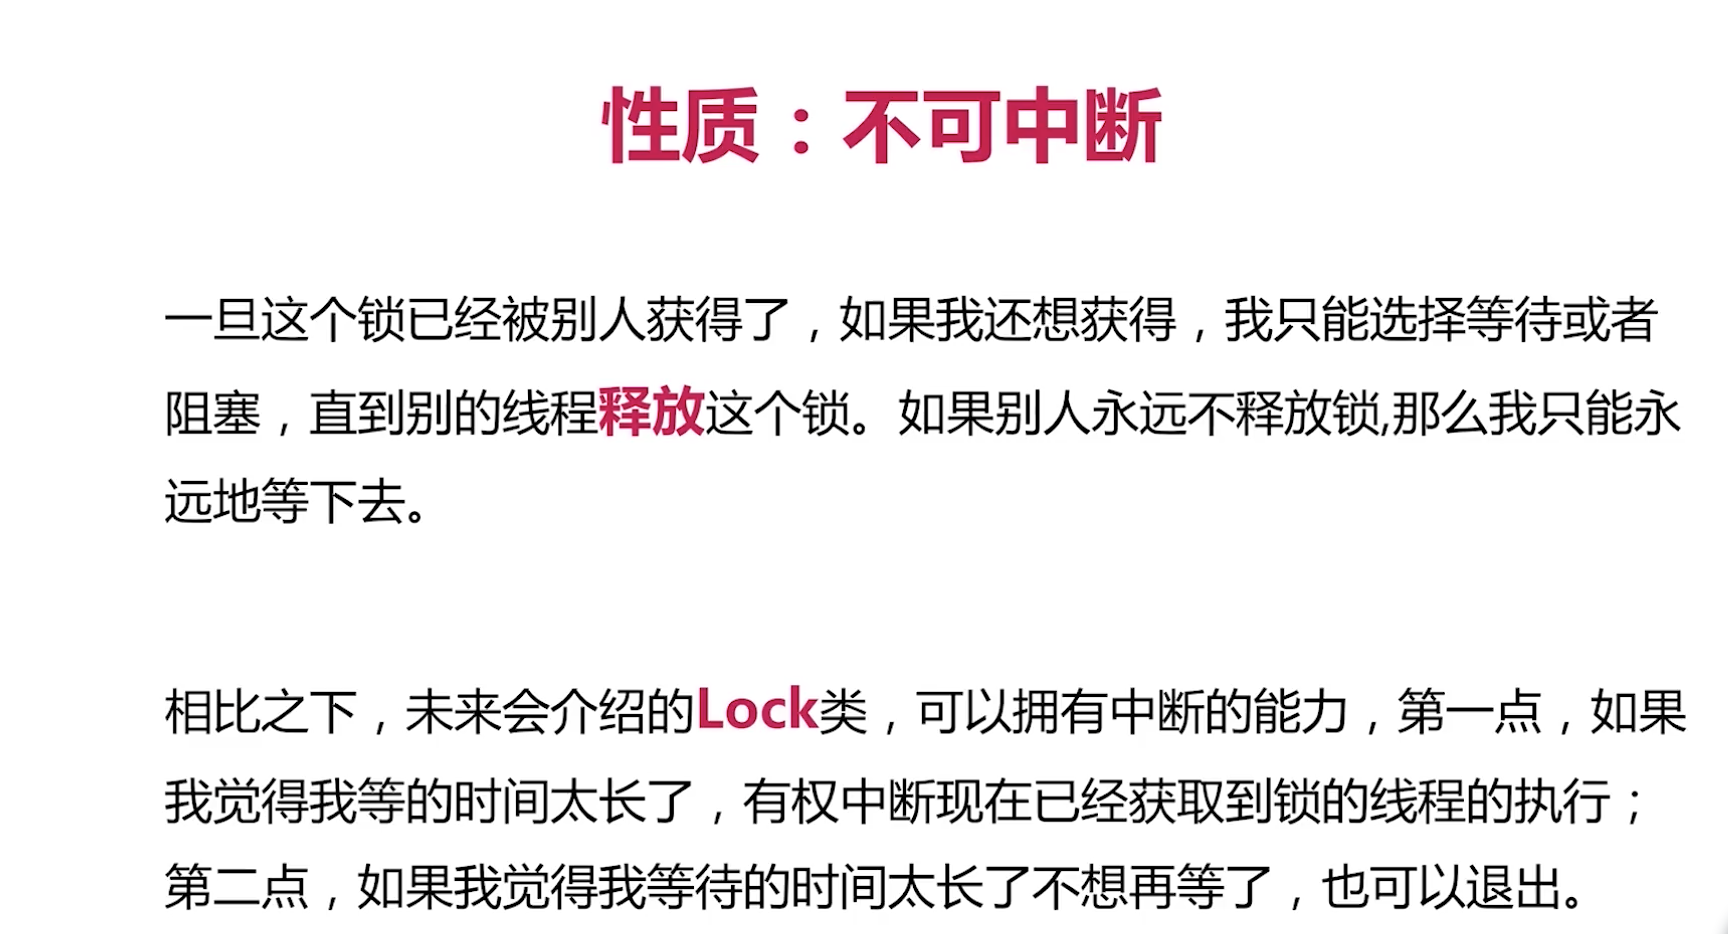 性质：不可中断
一旦这个锁已经被别人获得了，如果我还想获得，我只能选择等待或者
阻塞，直到别的线程释放这个锁。如果别人永远不释放锁,那么我只能永
远地等下去。
相比之下，未来会介绍的Lock类，可以拥有中断的能力，第一点，如果
我觉得我等的时间太长了，有权中断现在已经获取到锁的线程的执行；
第二点，如果我觉得我等待的时间太长了不想再等了，也可以退出。